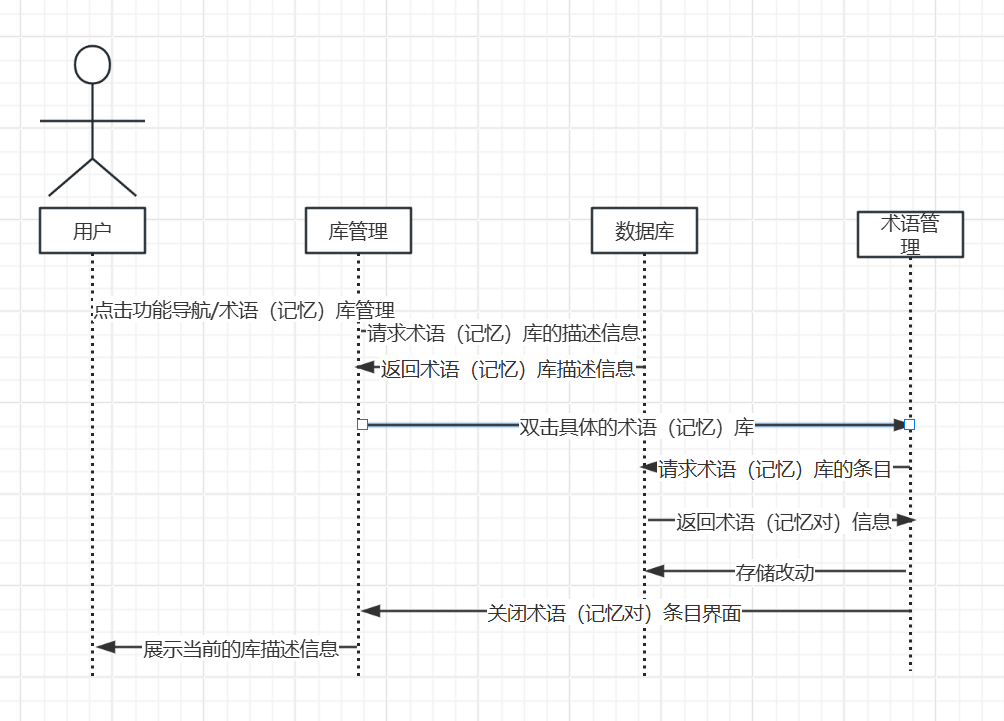 用户
库管理
数据库
术语管
理
点击功能导航/术语（记忆）库管理
请求术语（记忆）库的描述信息
返回术语（记忆）库描述信息
双击具体的术语（记忆）库
请求术语（记忆）库的条目
返回术语（记忆对）信息
存储改动
关闭术语（记忆对）条目界面
展示当前的库描述信息